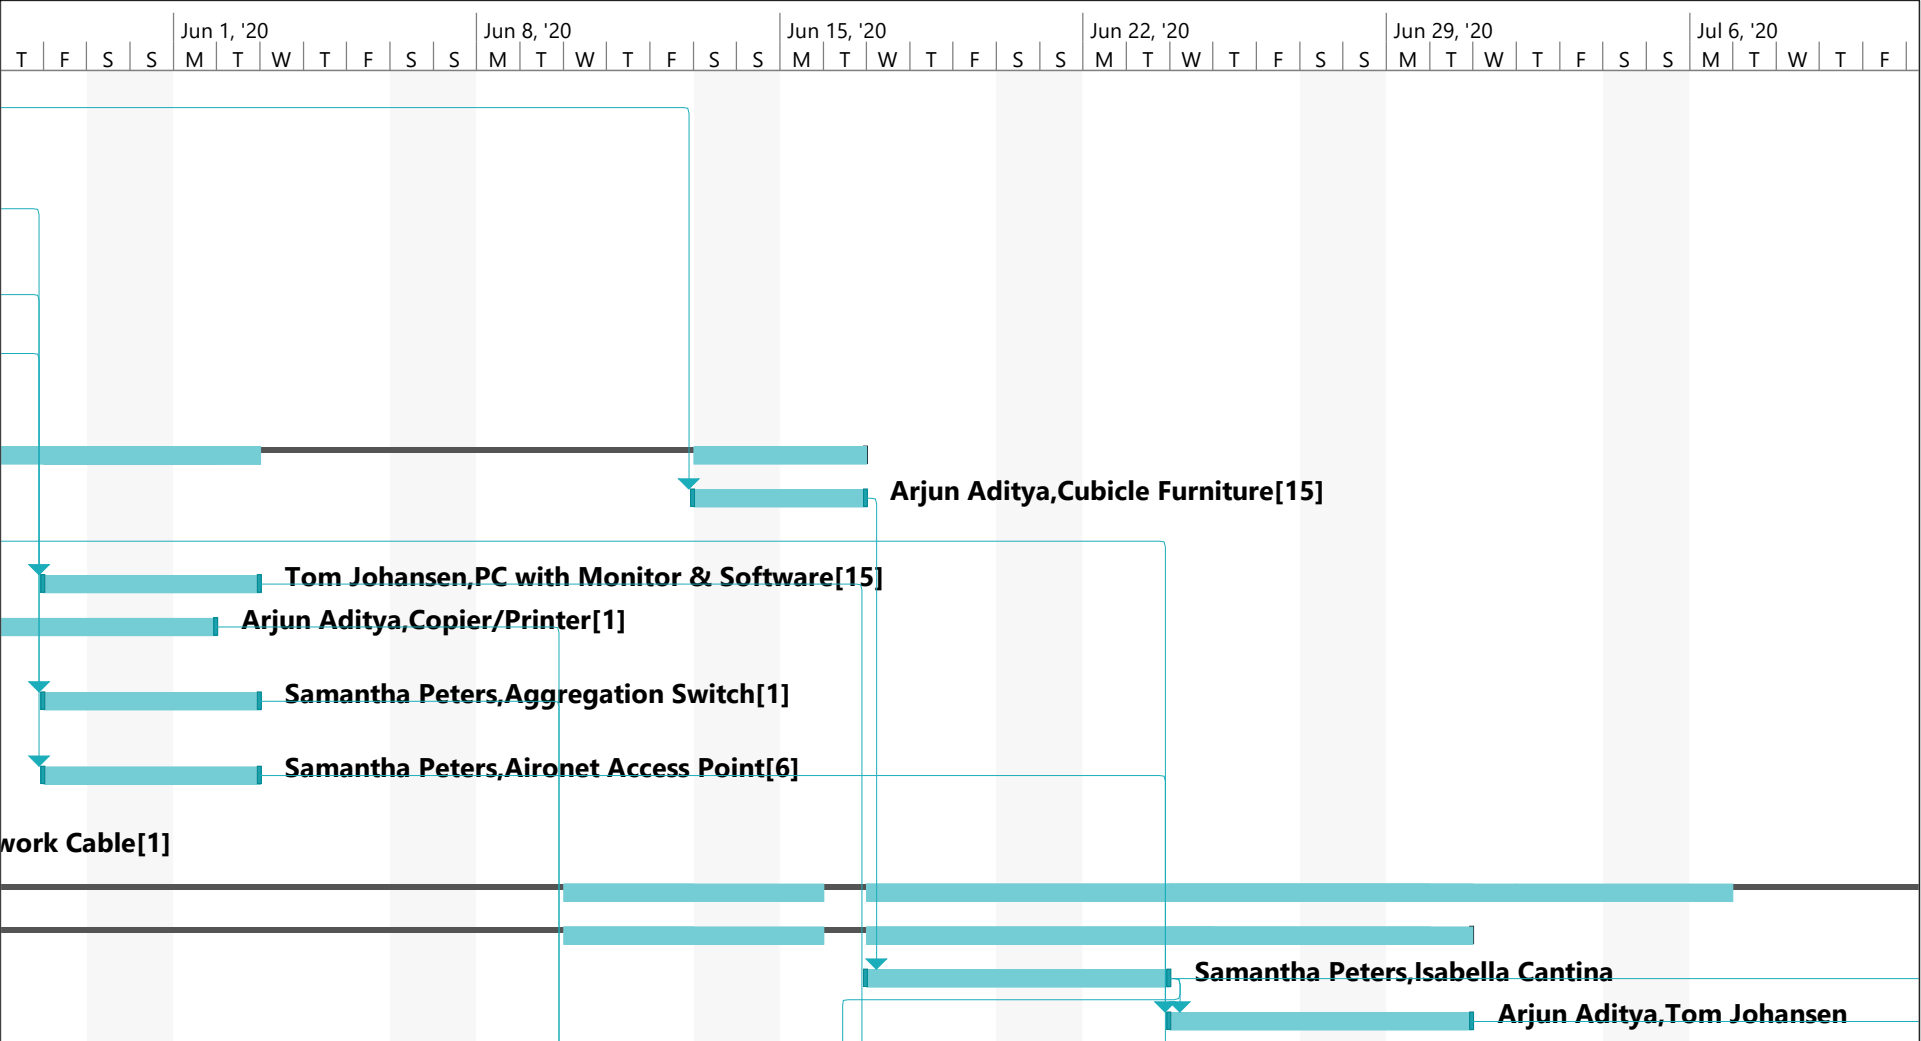 Jun 1, '20 Jun 8, '20 Jun 15, '20 Jun 22, '20 Jun 29, '20 Jul 6, '20
T F S S M T W T F S S M T W T F S S M T W T F S S M T W T F S S M T W T F S S M T W T F
Arjun Aditya,Cubicle Furniture[15]
Tom Johansen,PC with Monitor & Software[15]
Arjun Aditya,Copier/Printer[1]
Samantha Peters,Aggregation Switch[1]
Samantha Peters,Aironet Access Point[6]
work Cable[1]
Samantha Peters,Isabella Cantina
Arjun Aditya,Tom Johansen